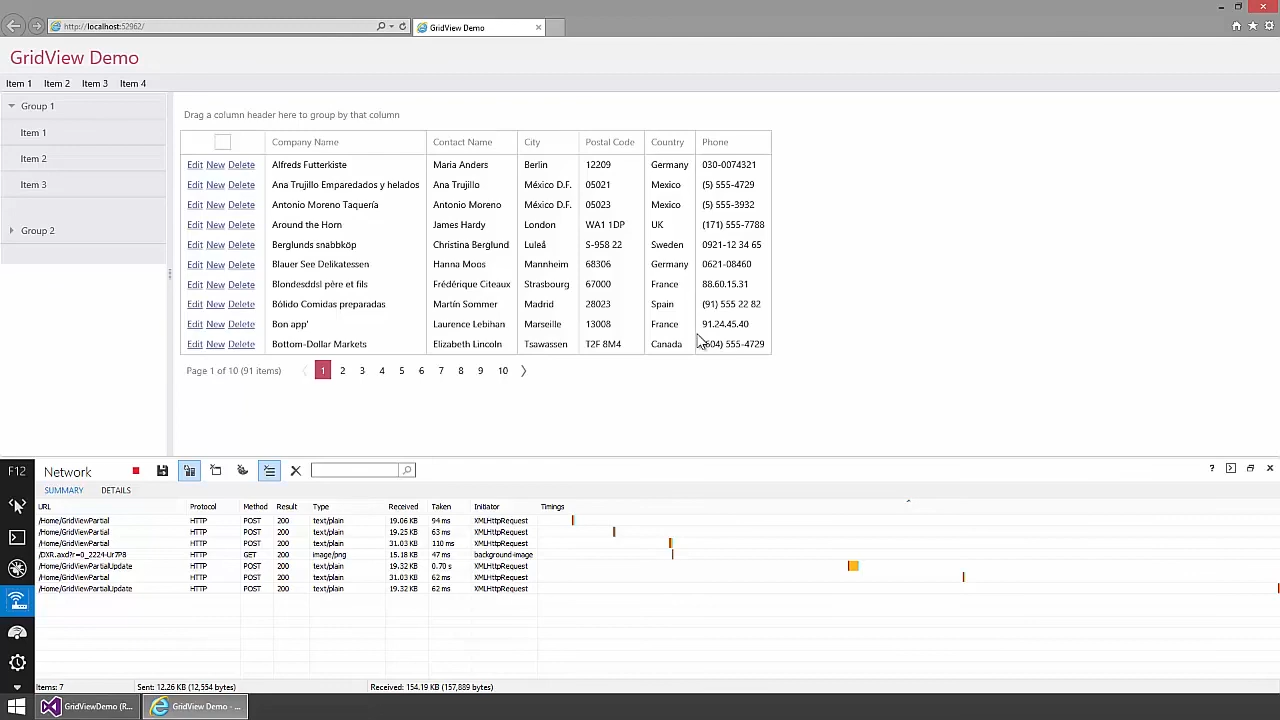 http://localhost:52962/
GridView Demo
GridView Demo
Item 1 Item 2 Item 3 Item 4
Group 1
Item 1
Item 2
Item 3
Group 2
Drag a column header here to group by that column
Company Name Contact Name City Postal Code Country Phone
Edit New Delete Alfreds Futterkiste Maria Anders Berlin 12209 Germany 030-0074321
Edit New Delete Ana Trujillo Emparedados y helados Ana Trujillo México D.F. 05021 Mexico (5) 555-4729
Edit New Delete Antonio Moreno Taquería Antonio Moreno México D.F. 05023 Mexico (5) 555-3932
Edit New Delete Around the Horn James Hardy London WA1 1DP UK (171) 555-7788
Edit New Delete Berglunds snabbköp Christina Berglund Luleå S-958 22 Sweden 0921-12 34 65
Edit New Delete Blauer See Delikatessen Hanna Moos Mannheim 68306 Germany 0621-08460
Edit New Delete Blondesddsl père et fils Frédérique Citeaux Strasbourg 67000 France 88.60.15.31
Edit New Delete Bólido Comidas preparadas Martín Sommer Madrid 28023 Spain (91) 555 22 82
Edit New Delete Bon app' Laurence Lebihan Marseille 13008 France 91.24.45.40
Edit New Delete Bottom-Dollar Markets Elizabeth Lincoln Tsawassen T2F 8M4 Canada (604) 555-4729
Page 1 of 10 (91 items) 1 2 3 4 5 6 7 8 9 10
F12 Network
SUMMARY DETAILS
URL Protocol Method Result Type Received Taken Initiator Timings
/Home/GridViewPartial HTTP POST 200 text/plain 19.06 KB 94 ms XMLHttpRequest
/Home/GridViewPartial HTTP POST 200 text/plain 19.25 KB 63 ms XMLHttpRequest
/Home/GridViewPartial HTTP POST 200 text/plain 31.03 KB 110 ms XMLHttpRequest
/DXR.axd?r=0_2224-Ur7P8 HTTP GET 200 image/png 15.18 KB 47 ms background-image
/Home/GridViewPartialUpdate HTTP POST 200 text/plain 19.32 KB 0.70 s XMLHttpRequest
/Home/GridViewPartial HTTP POST 200 text/plain 31.03 KB 62 ms XMLHttpRequest
/Home/GridViewPartialUpdate HTTP POST 200 text/plain 19.32 KB 62 ms XMLHttpRequest
Items: 7 Sent: 12.26 KB (12,554 bytes) Received: 154.19 KB (157,889 bytes)
GridViewDemo (R... GridView Demo - ...